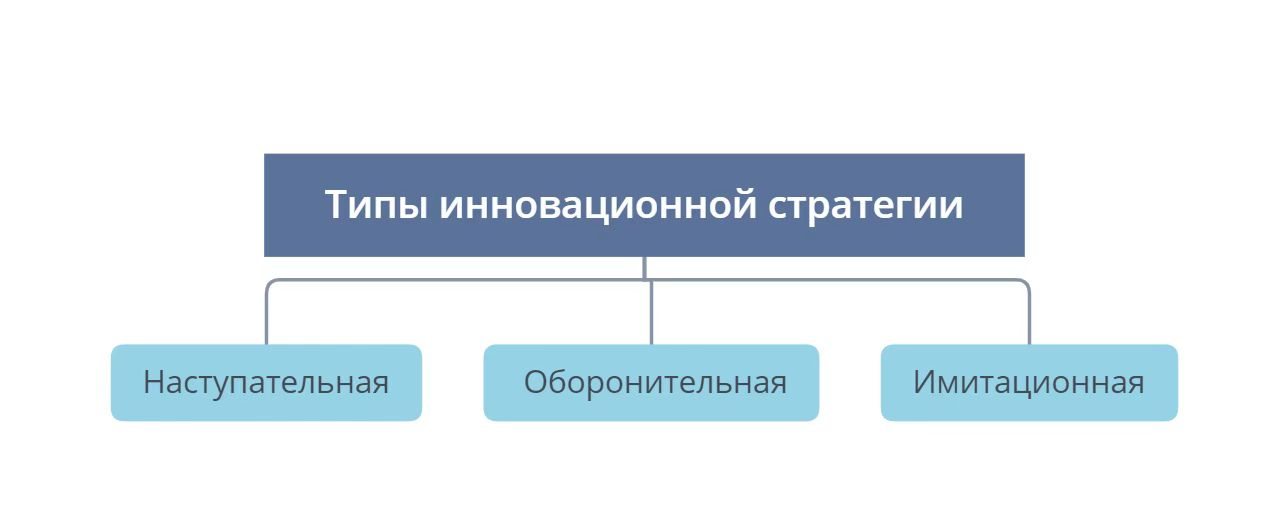 Типы инновационной стратегии
Наступательная
Оборонительная
Имитационная